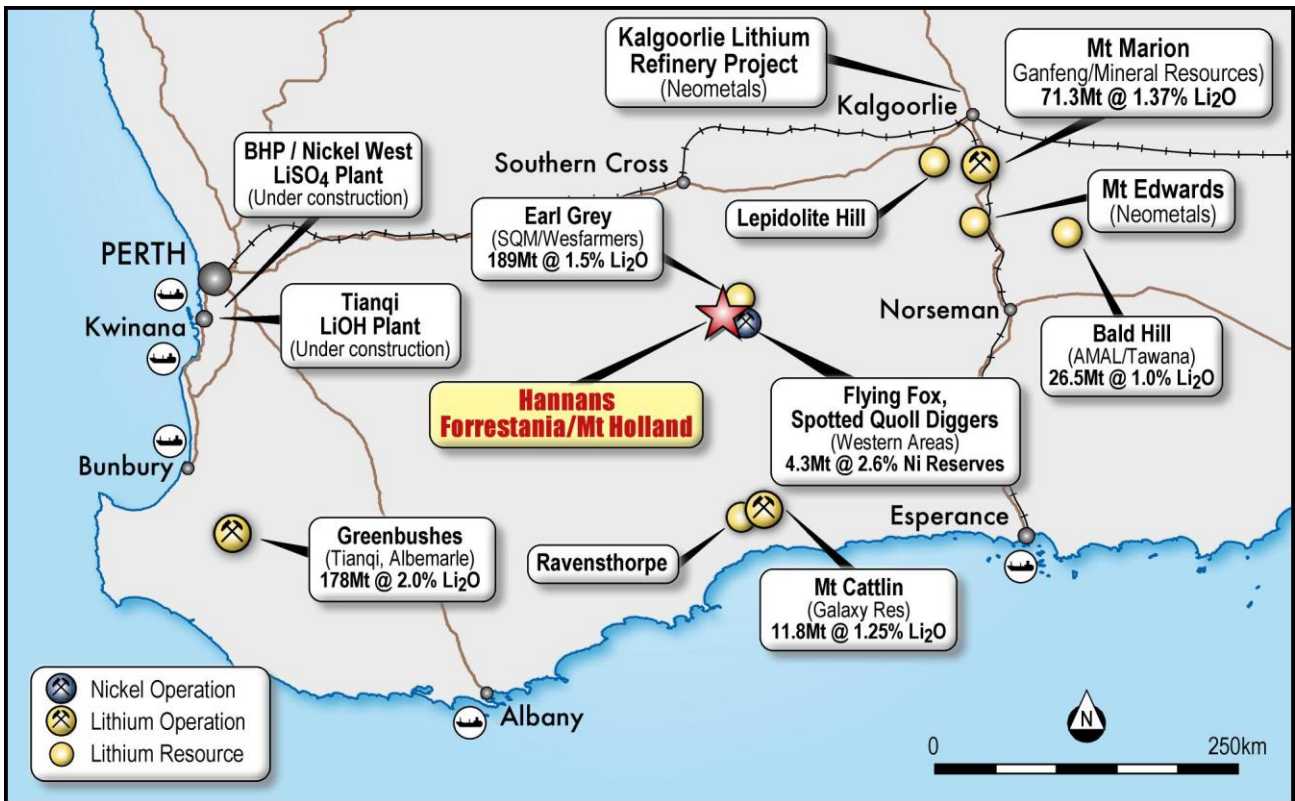 Kalgoorlie Lithium
Refinery Project
(Neometals)
Mt Marion
Ganfeng/Mineral Resources)
71.3Mt @ 1.37% Li₂O
Kalgoorlie
BHP / Nickel West
LiSO₄ Plant
(Under construction)
Southern Cross
Lepidolite Hill
Mt Edwards
(Neometals)
Earl Grey
(SQM/Wesfarmers)
189Mt @ 1.5% Li₂O
PERTH
Kwinana
Tianqi
LiOH Plant
(Under construction)
Norseman
Bald Hill
(AMAL/Tawana)
26.5Mt @ 1.0% Li₂O
Hannans
Forrestania/Mt Holland
Flying Fox,
Spotted Quoll Diggers
(Western Areas)
4.3Mt @ 2.6% Ni Reserves
Bunbury
Greenbushes
(Tianqi, Albemarle)
178Mt @ 2.0% Li₂O
Ravensthorpe
Esperance
Mt Cattlin
(Galaxy Res)
11.8Mt @ 1.25% Li₂O
Nickel Operation
Lithium Operation
Lithium Resource
Albany
N
0 250km